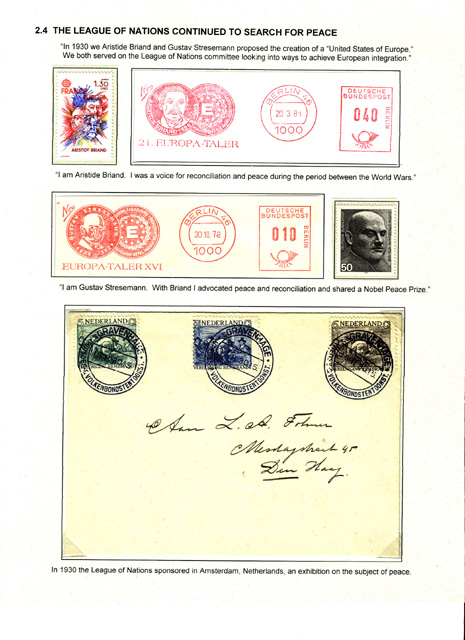 2.4 THE LEAGUE OF NATIONS CONTINUED TO SEARCH FOR PEACE
"In 1930 we Aristide Briand and Gustav Stresemann proposed the creation of a "United States of Europe."
We both served on the League of Nations committee looking into ways to achieve European integration."
1.30
FRANCE
ARISTIDE BRIAND
Neu
21. EUROPA-TALER
BERLIN 46
20.3.81
1000
DEUTSCHE
BUNDESPOST
040
BERLIN
"I am Aristide Briand. I was a voice for reconciliation and peace during the period between the World Wars."
Neu
E
EUROPA-TALER XVI
BERLIN 46
1000
DEUTSCHE
BUNDESPOST
010
BERLIN
50
"I am Gustav Stresemann. With Briand I advocated peace and reconciliation and shared a Nobel Peace Prize."
NEDERLAND
NEDERLAND
NEDERLAND
'S-GRAVENHAGE
VOLKENBONDSTENTOONST.
'S-GRAVENHAGE
VOLKENBONDSTENTOONST.
'S-GRAVENHAGE
VOLKENBONDSTENTOONST.
Aan L. A.
Mesdagstraat 45
Den Haag
In 1930 the League of Nations sponsored in Amsterdam, Netherlands, an exhibition on the subject of peace.